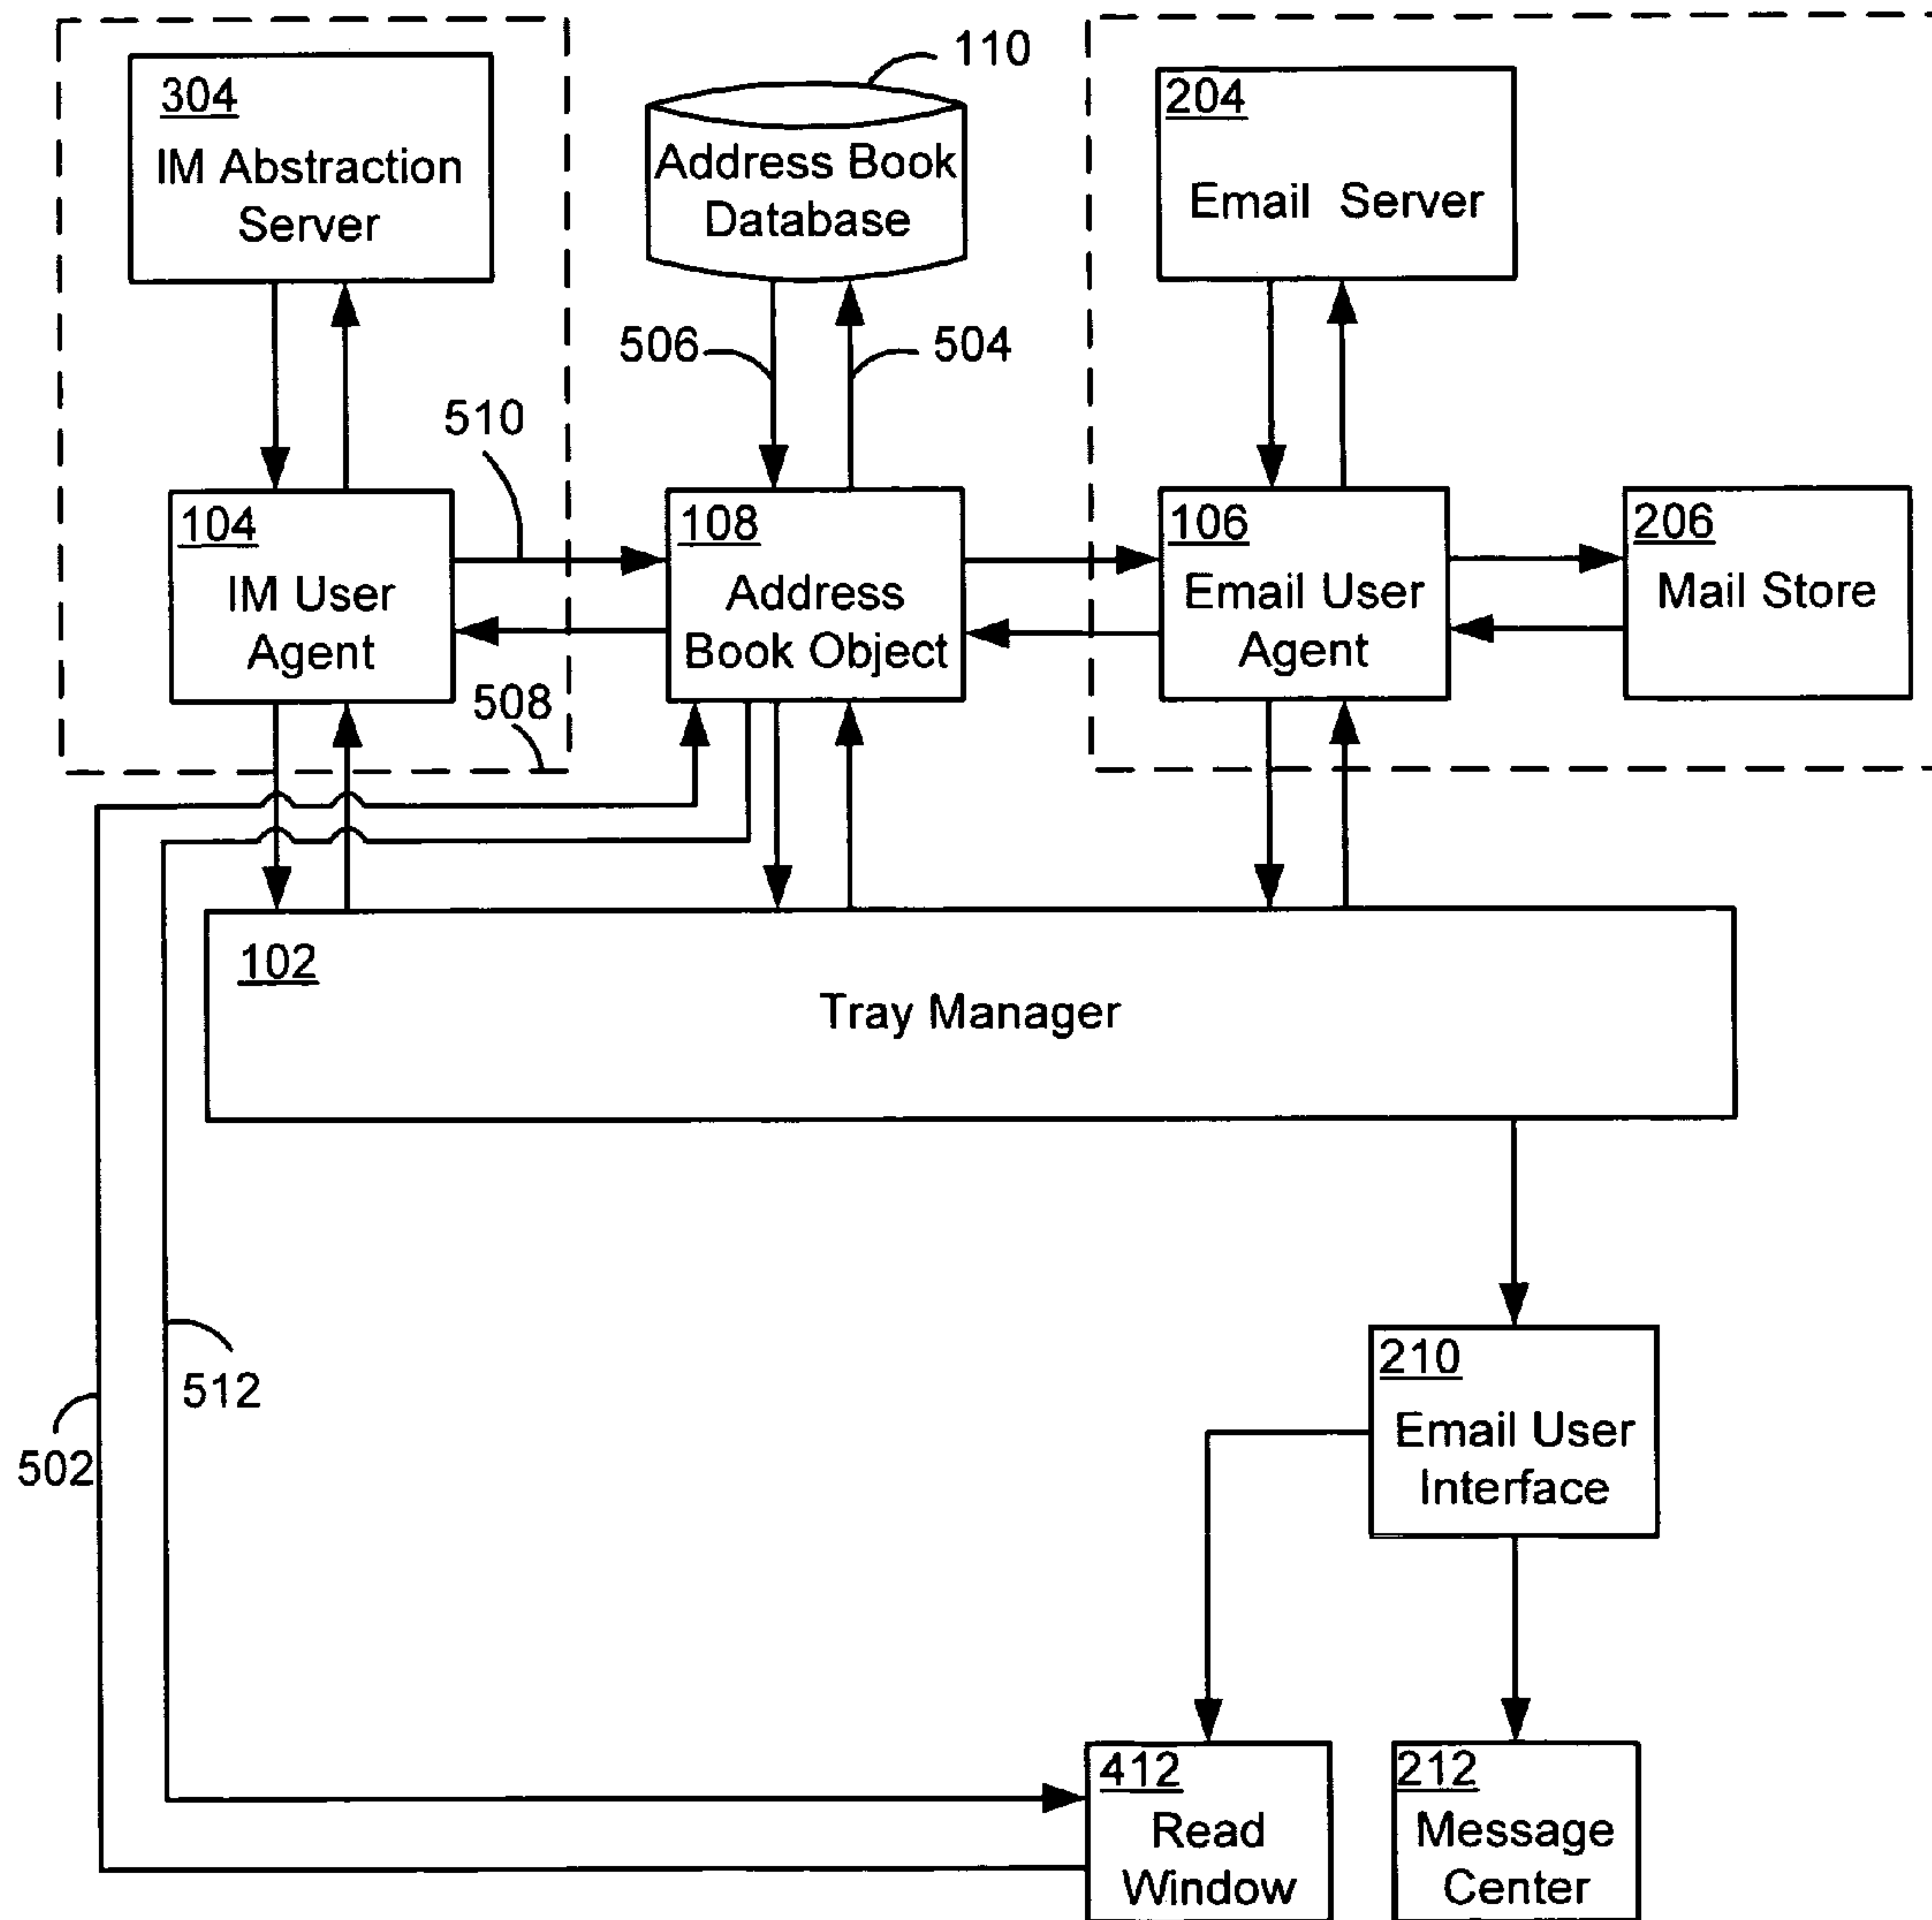 110
304
IM Abstraction
Server
Address Book
Database
204
Email Server
506
504
510
104
IM User
Agent
108
Address
Book Object
106
Email User
Agent
206
Mail Store
508
102
Tray Manager
512
502
210
Email User
Interface
412
Read
Window
212
Message
Center